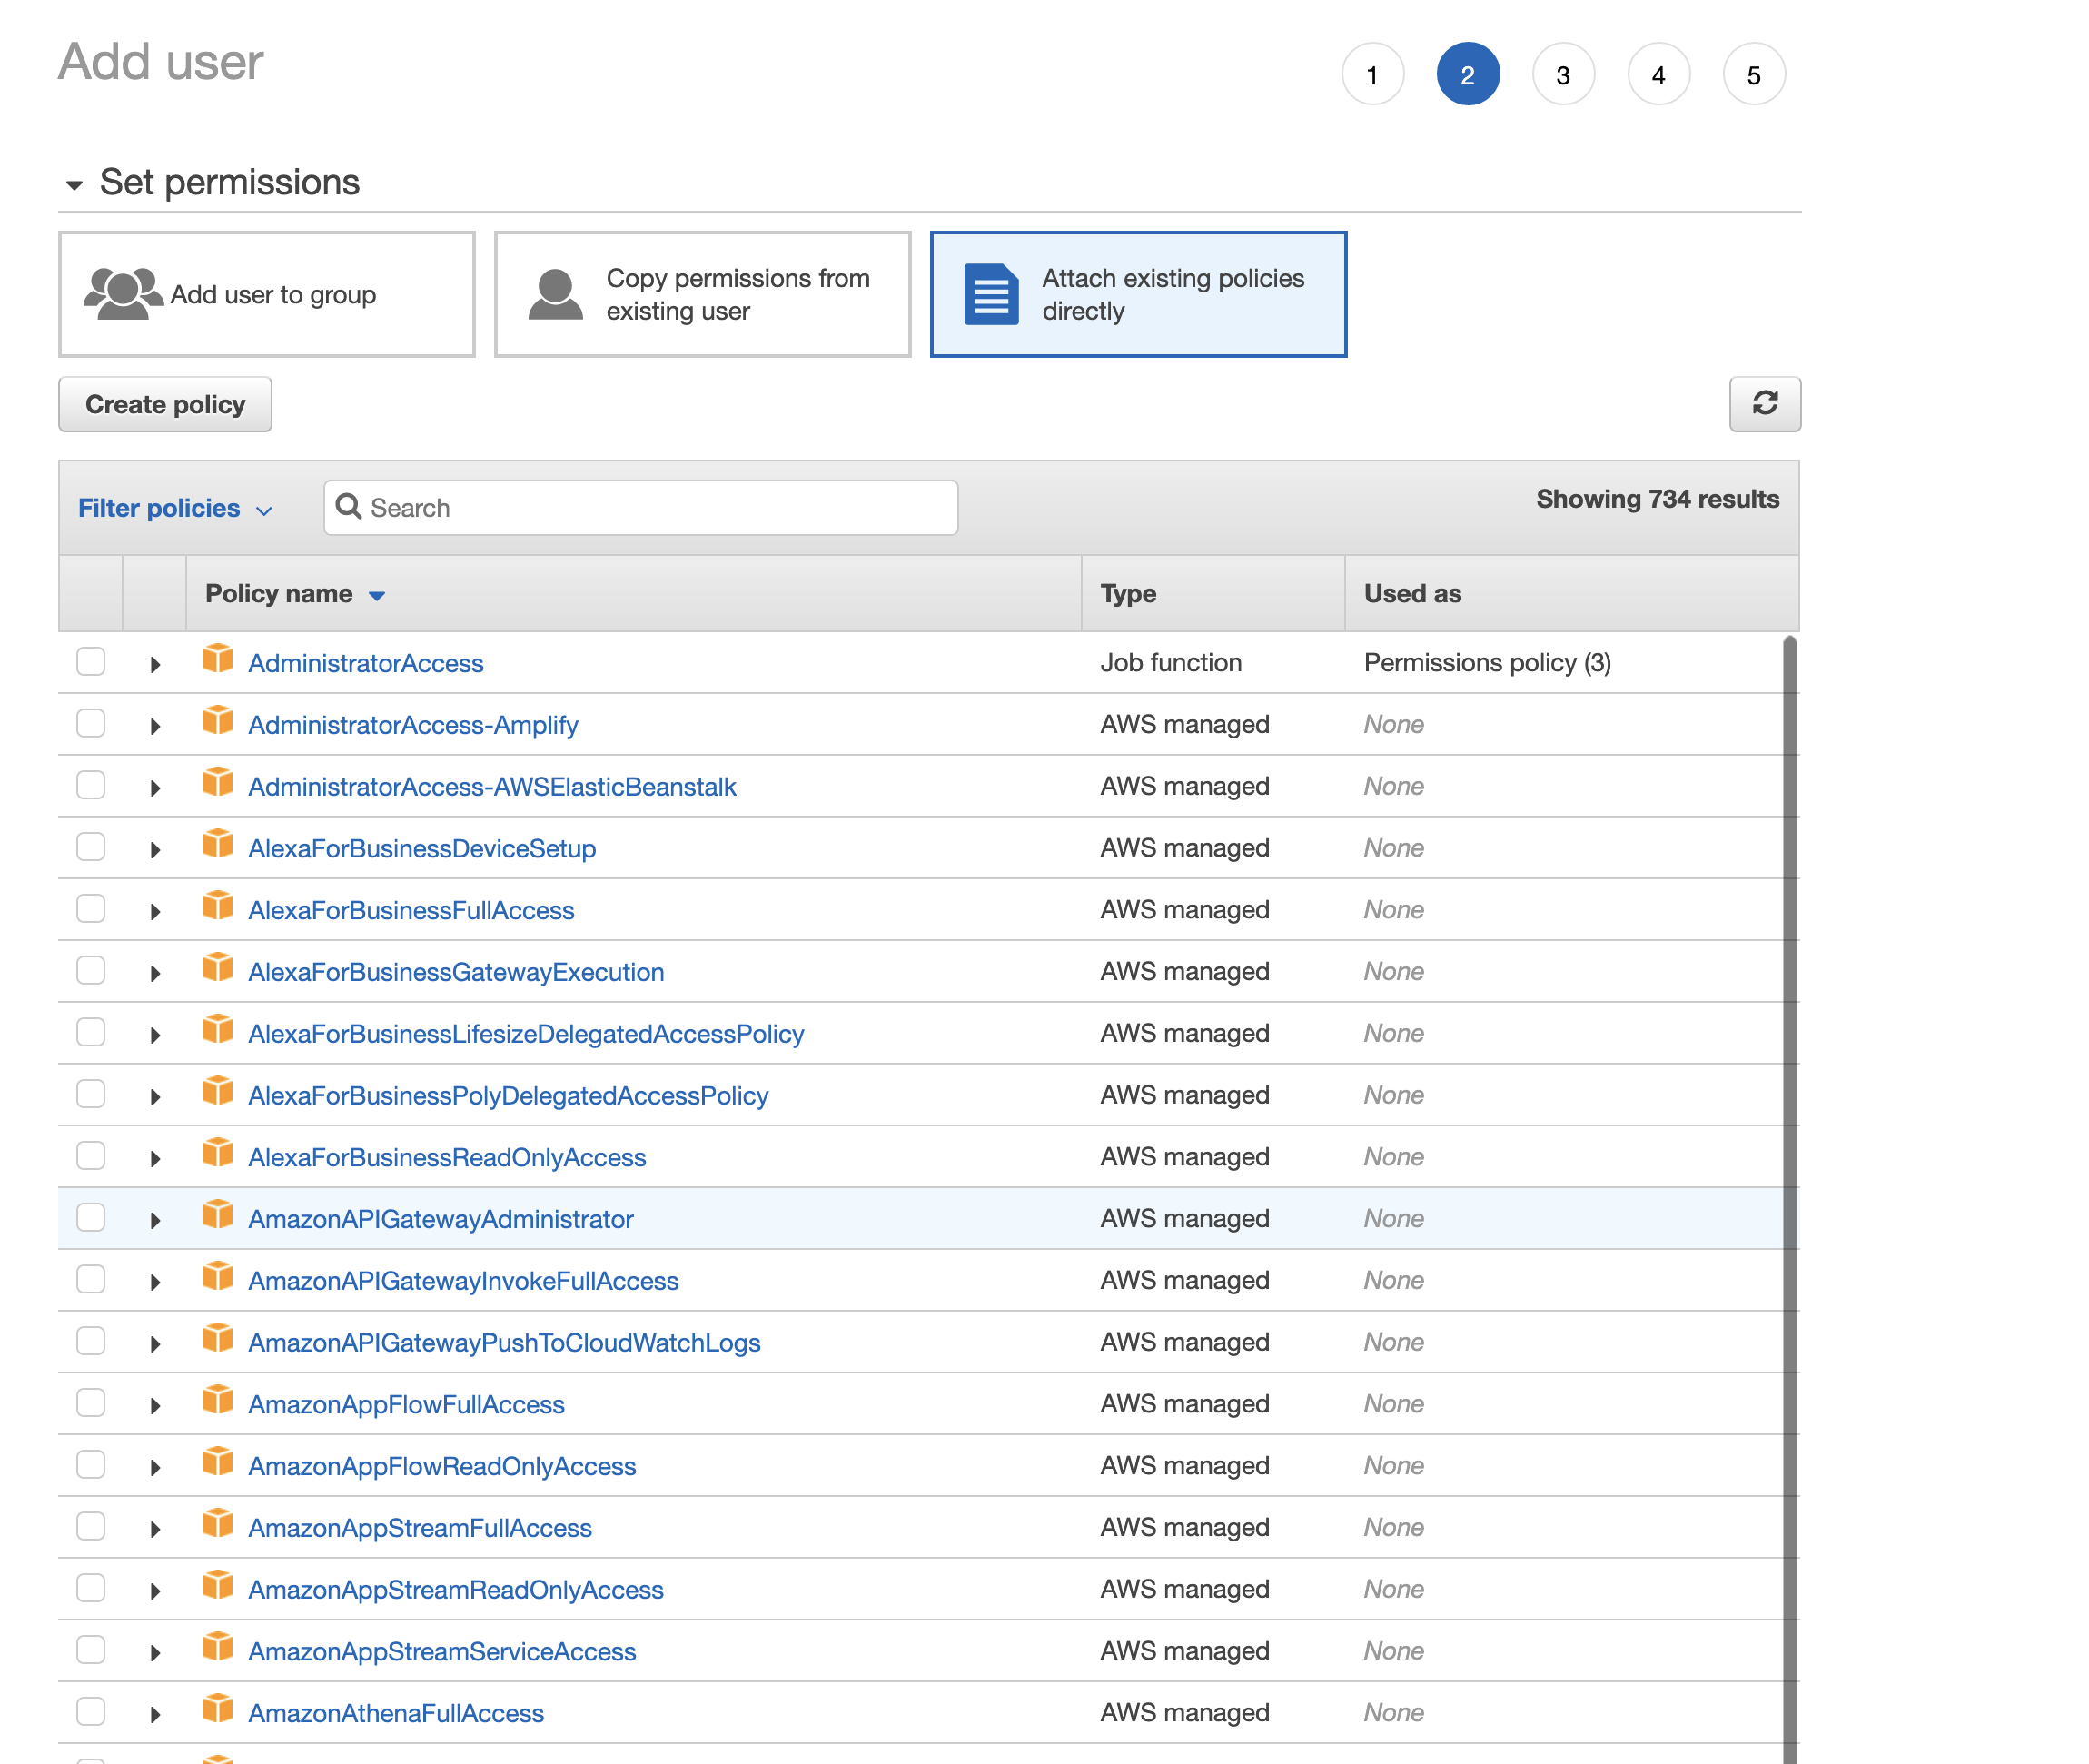 Add user
1 2 3 4 5
Set permissions
Add user to group
Copy permissions from
existing user
Attach existing policies
directly
Create policy
Filter policies
Search
Showing 734 results
Policy name Type Used as
AdministratorAccess Job function Permissions policy (3)
AdministratorAccess-Amplify AWS managed None
AdministratorAccess-AWSElasticBeanstalk AWS managed None
AlexaForBusinessDeviceSetup AWS managed None
AlexaForBusinessFullAccess AWS managed None
AlexaForBusinessGatewayExecution AWS managed None
AlexaForBusinessLifesizeDelegatedAccessPolicy AWS managed None
AlexaForBusinessPolyDelegatedAccessPolicy AWS managed None
AlexaForBusinessReadOnlyAccess AWS managed None
AmazonAPIGatewayAdministrator AWS managed None
AmazonAPIGatewayInvokeFullAccess AWS managed None
AmazonAPIGatewayPushToCloudWatchLogs AWS managed None
AmazonAppFlowFullAccess AWS managed None
AmazonAppFlowReadOnlyAccess AWS managed None
AmazonAppStreamFullAccess AWS managed None
AmazonAppStreamReadOnlyAccess AWS managed None
AmazonAppStreamServiceAccess AWS managed None
AmazonAthenaFullAccess AWS managed None